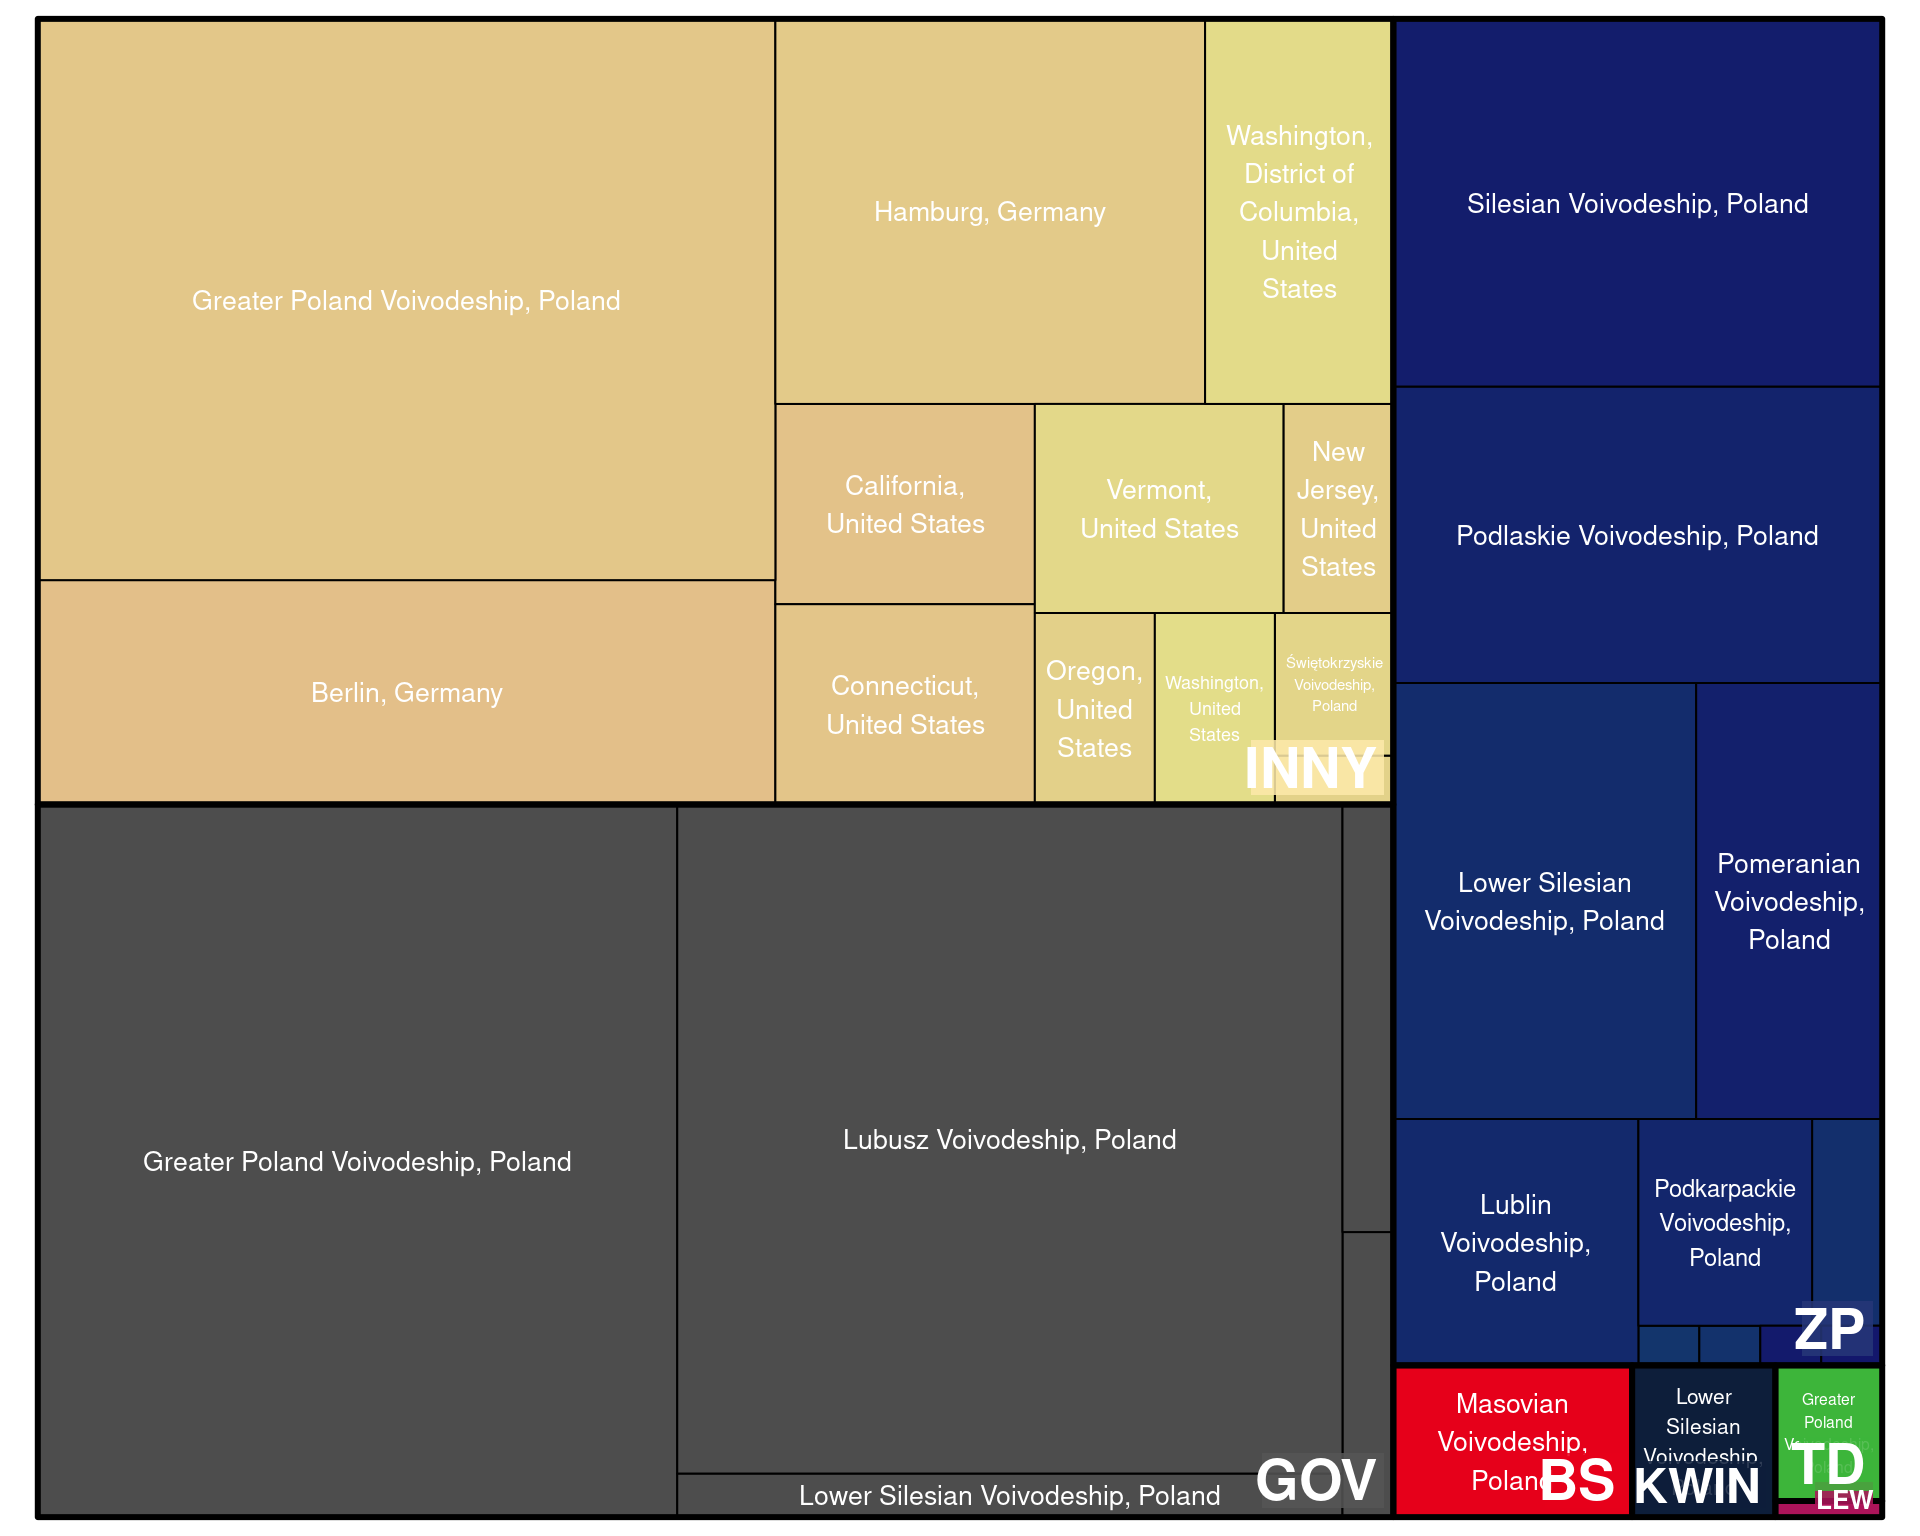 Greater Poland Voivodeship, Poland
Hamburg, Germany
Washington,
District of
Columbia,
United
States
California,
United States
Vermont,
United States
New
Jersey,
United
States
Berlin, Germany
Connecticut,
United States
Oregon,
United
States
Washington,
United
States
Świętokrzyskie
Voivodeship,
Poland
INNY
Greater Poland Voivodeship, Poland
Lubusz Voivodeship, Poland
Lower Silesian Voivodeship, Poland
GOV
Silesian Voivodeship, Poland
Podlaskie Voivodeship, Poland
Lower Silesian
Voivodeship, Poland
Pomeranian
Voivodeship,
Poland
Lublin
Voivodeship,
Poland
Podkarpackie
Voivodeship,
Poland
ZP
Masovian
Voivodeship,
Poland
BS
Lower
Silesian
Voivodeship,
KWIN
Greater
Poland
Voivodeship,
TD
LEW